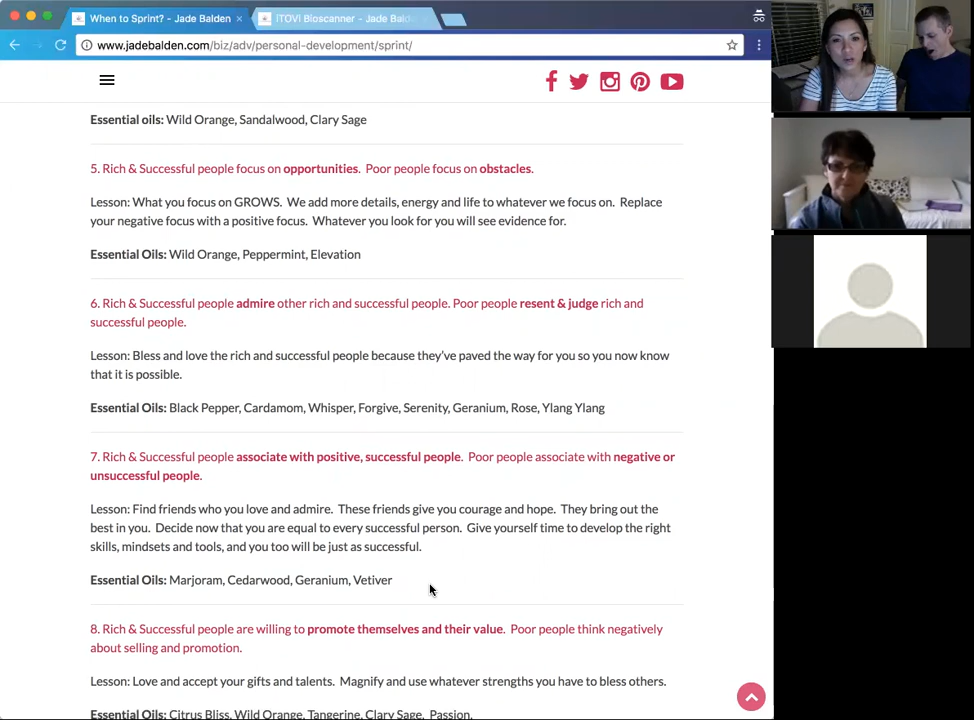 When to Sprint? - Jade Balden
iTOVi Bioscanner - Jade Bald
www.jadebalden.com/biz/adv/personal-development/sprint/
Essential oils: Wild Orange, Sandalwood, Clary Sage
5. Rich & Successful people focus on opportunities. Poor people focus on obstacles.
Lesson: What you focus on GROWS. We add more details, energy and life to whatever we focus on. Replace
your negative focus with a positive focus. Whatever you look for you will see evidence for.
Essential Oils: Wild Orange, Peppermint, Elevation
6. Rich & Successful people admire other rich and successful people. Poor people resent & judge rich and
successful people.
Lesson: Bless and love the rich and successful people because they've paved the way for you so you now know
that it is possible.
Essential Oils: Black Pepper, Cardamom, Whisper, Forgive, Serenity, Geranium, Rose, Ylang Ylang
7. Rich & Successful people associate with positive, successful people. Poor people associate with negative or
unsuccessful people.
Lesson: Find friends who you love and admire. These friends give you courage and hope. They bring out the
best in you. Decide now that you are equal to every successful person. Give yourself time to develop the right
skills, mindsets and tools, and you too will be just as successful.
Essential Oils: Marjoram, Cedarwood, Geranium, Vetiver
8. Rich & Successful people are willing to promote themselves and their value. Poor people think negatively
about selling and promotion.
Lesson: Love and accept your gifts and talents. Magnify and use whatever strengths you have to bless others.
Essential Oils: Citrus Bliss, Wild Orange, Tangerine, Clary Sage, Passion,